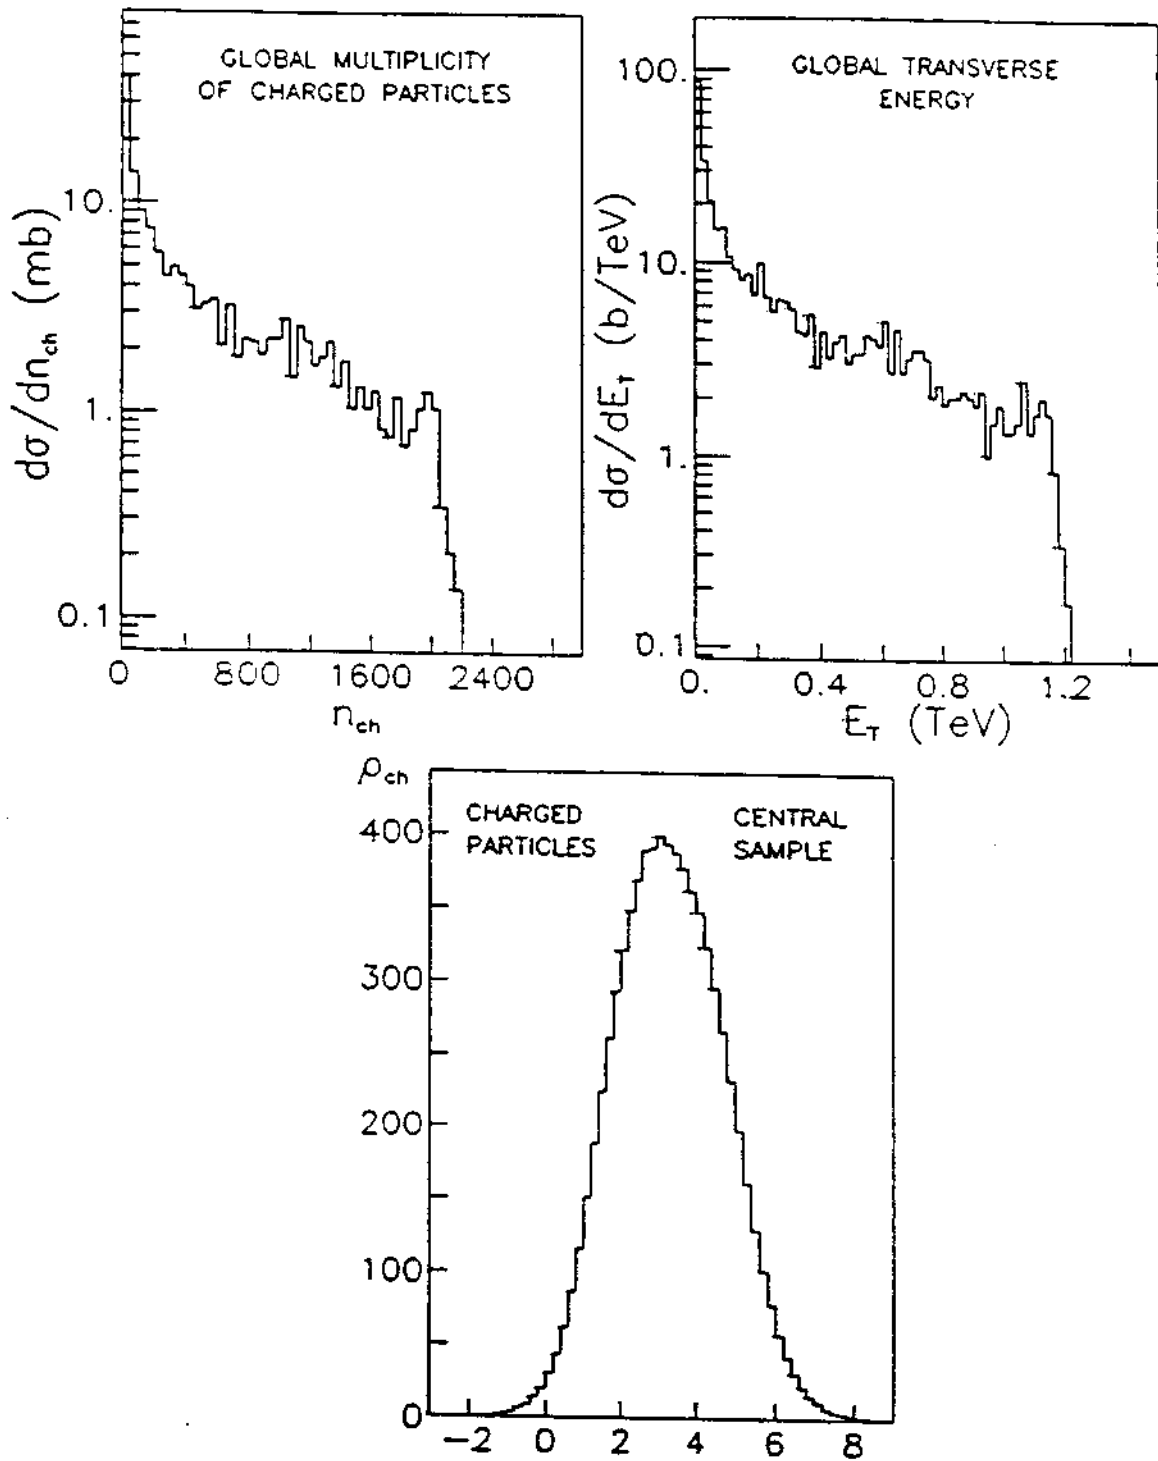 GLOBAL MULTIPLICITY
OF CHARGED PARTICLES
10.
1.
0.1
dσ/dn_ch (mb)
0 800 1600 2400
n_ch
GLOBAL TRANSVERSE
ENERGY
100.
10.
1.
0.1
dσ/dE_T (b/TeV)
0. 0.4 0.8 1.2
E_T (TeV)
ρ_ch
CHARGED
PARTICLES
CENTRAL
SAMPLE
400
300
200
100
0
-2 0 2 4 6 8